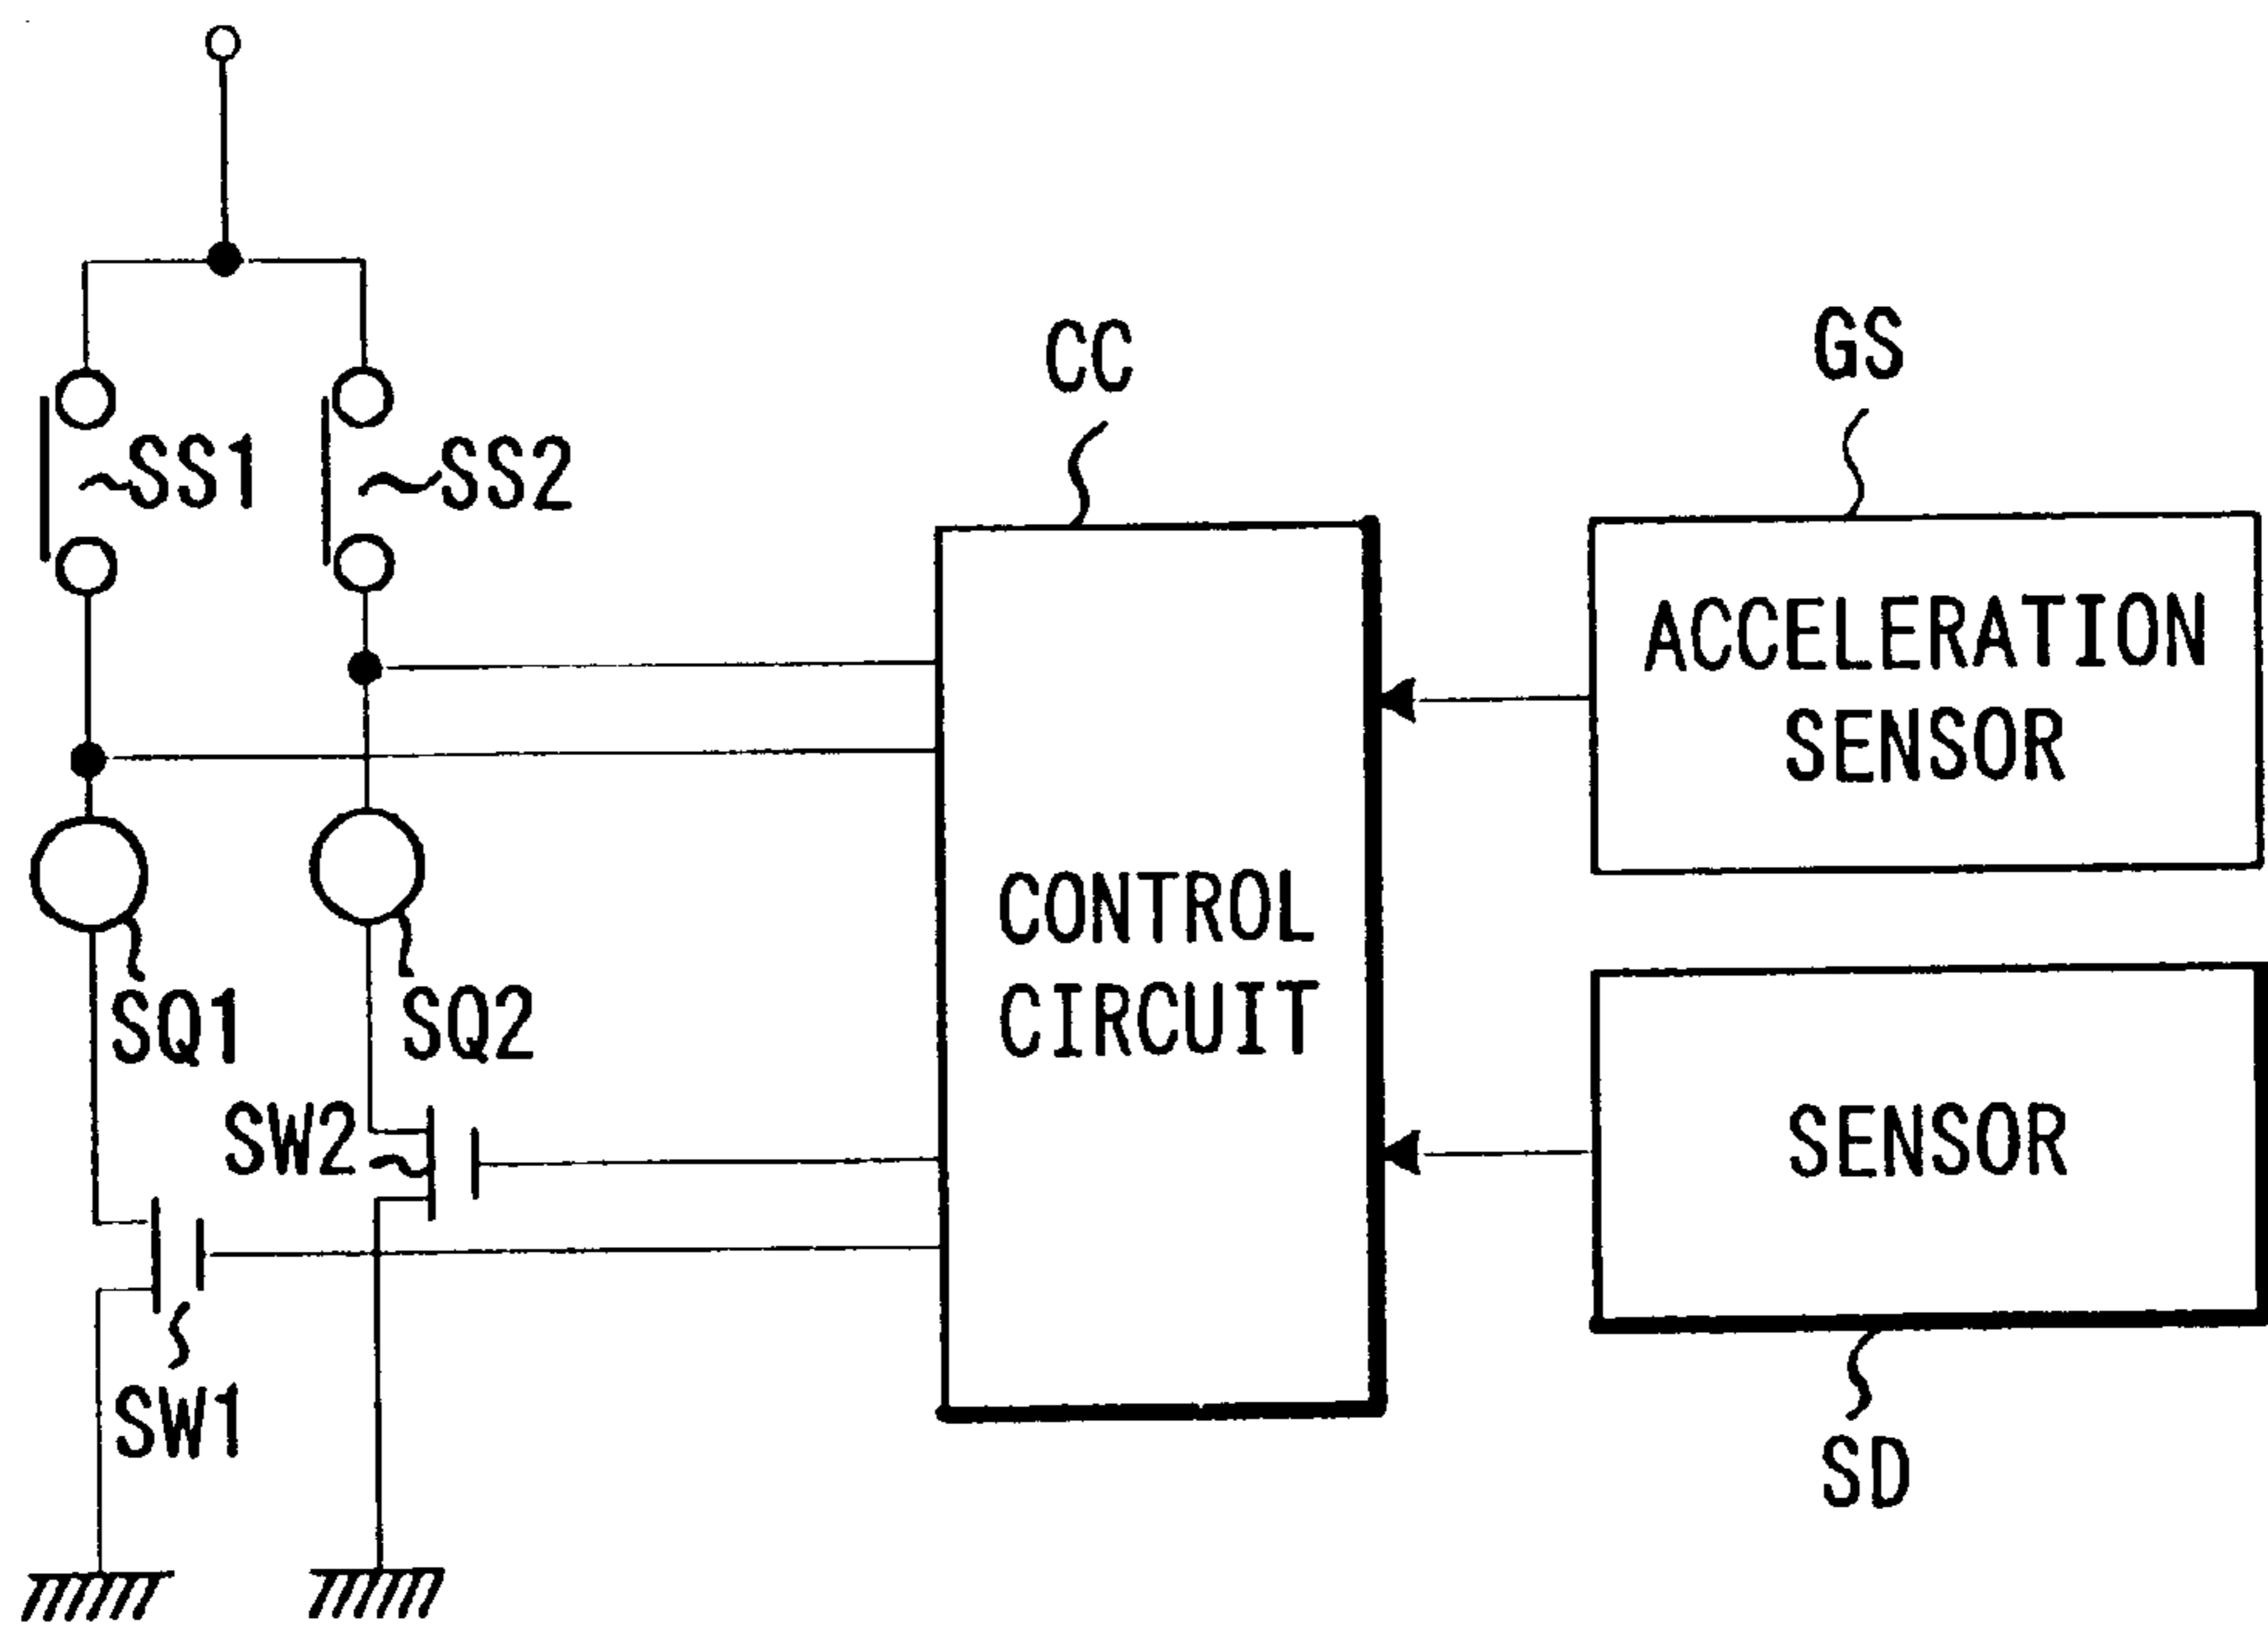 CC
GS
SS1
SS2
ACCELERATION
SENSOR
CONTROL
CIRCUIT
SQ1
SQ2
SW2
SENSOR
SW1
SD